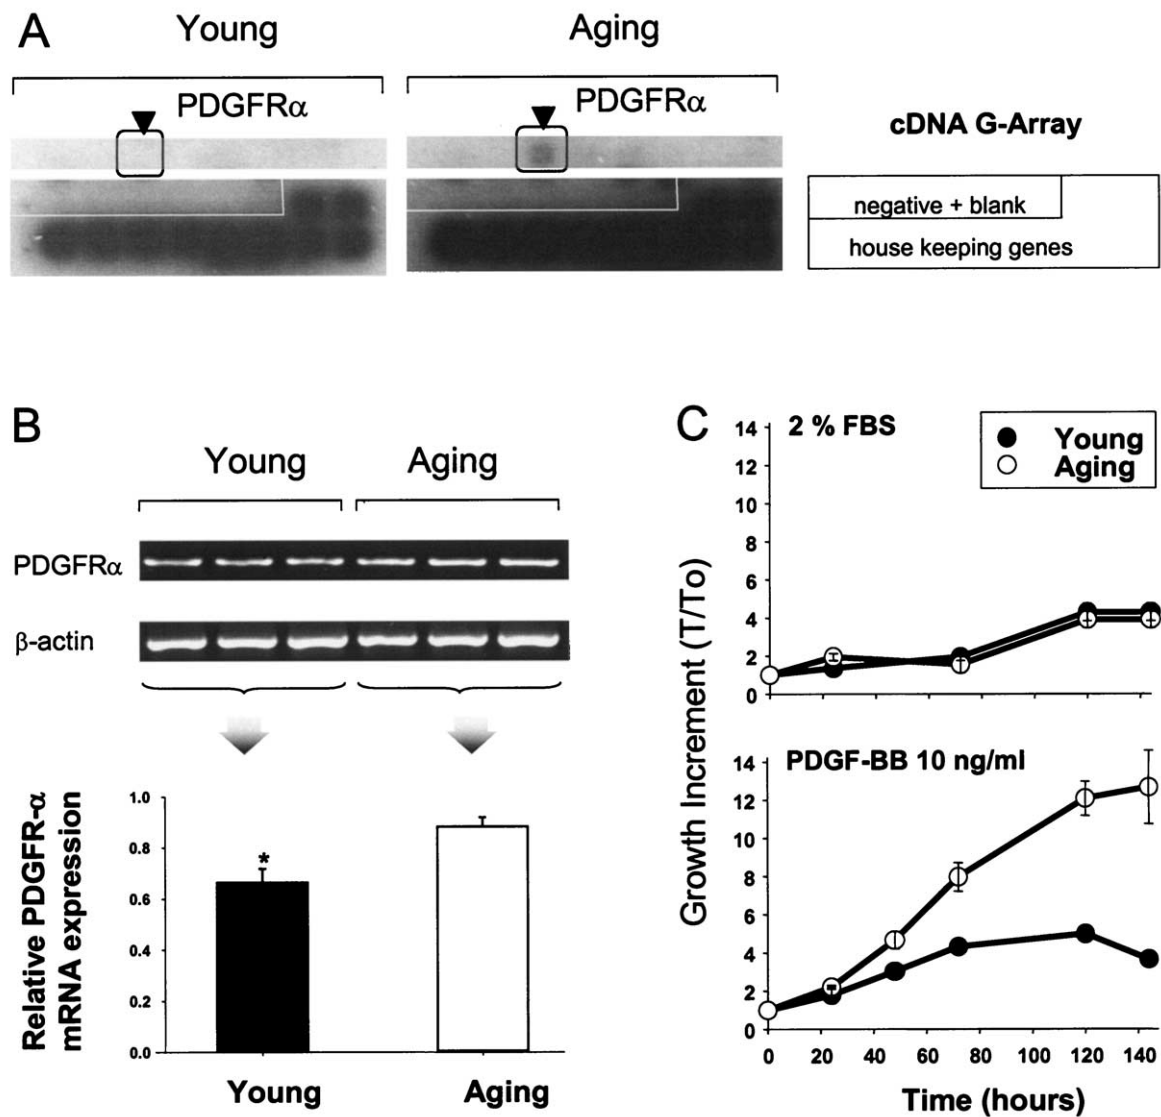 A
Young
Aging
PDGFRα
PDGFRα
cDNA G-Array
negative + blank
house keeping genes
B
Young
Aging
PDGFRα
β-actin
Relative PDGFR-α
mRNA expression
1.0
0.8
0.6
0.4
0.2
0.0
*
Young
Aging
C
2 % FBS
Young
Aging
Growth Increment (T/To)
14
12
10
8
6
4
2
0
PDGF-BB 10 ng/ml
14
12
10
8
6
4
2
0
0 20 40 60 80 100 120 140
Time (hours)